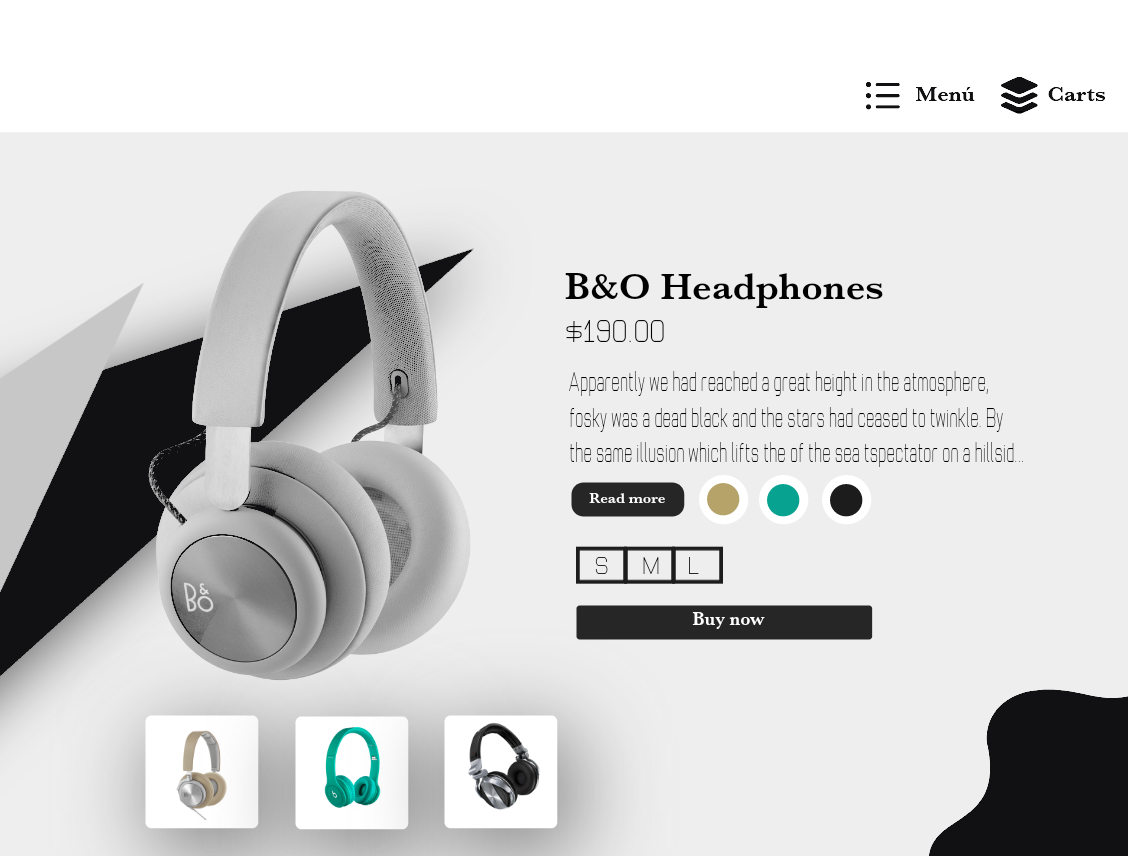 Menú
Carts
B&O Headphones
$190.00
Apparently we had reached a great height in the atmosphere,
fosky was a dead black and the stars had ceased to twinkle. By
the same illusion which lifts the of the sea tspectator on a hillsid...
Read more
S M L
B&O
Buy now